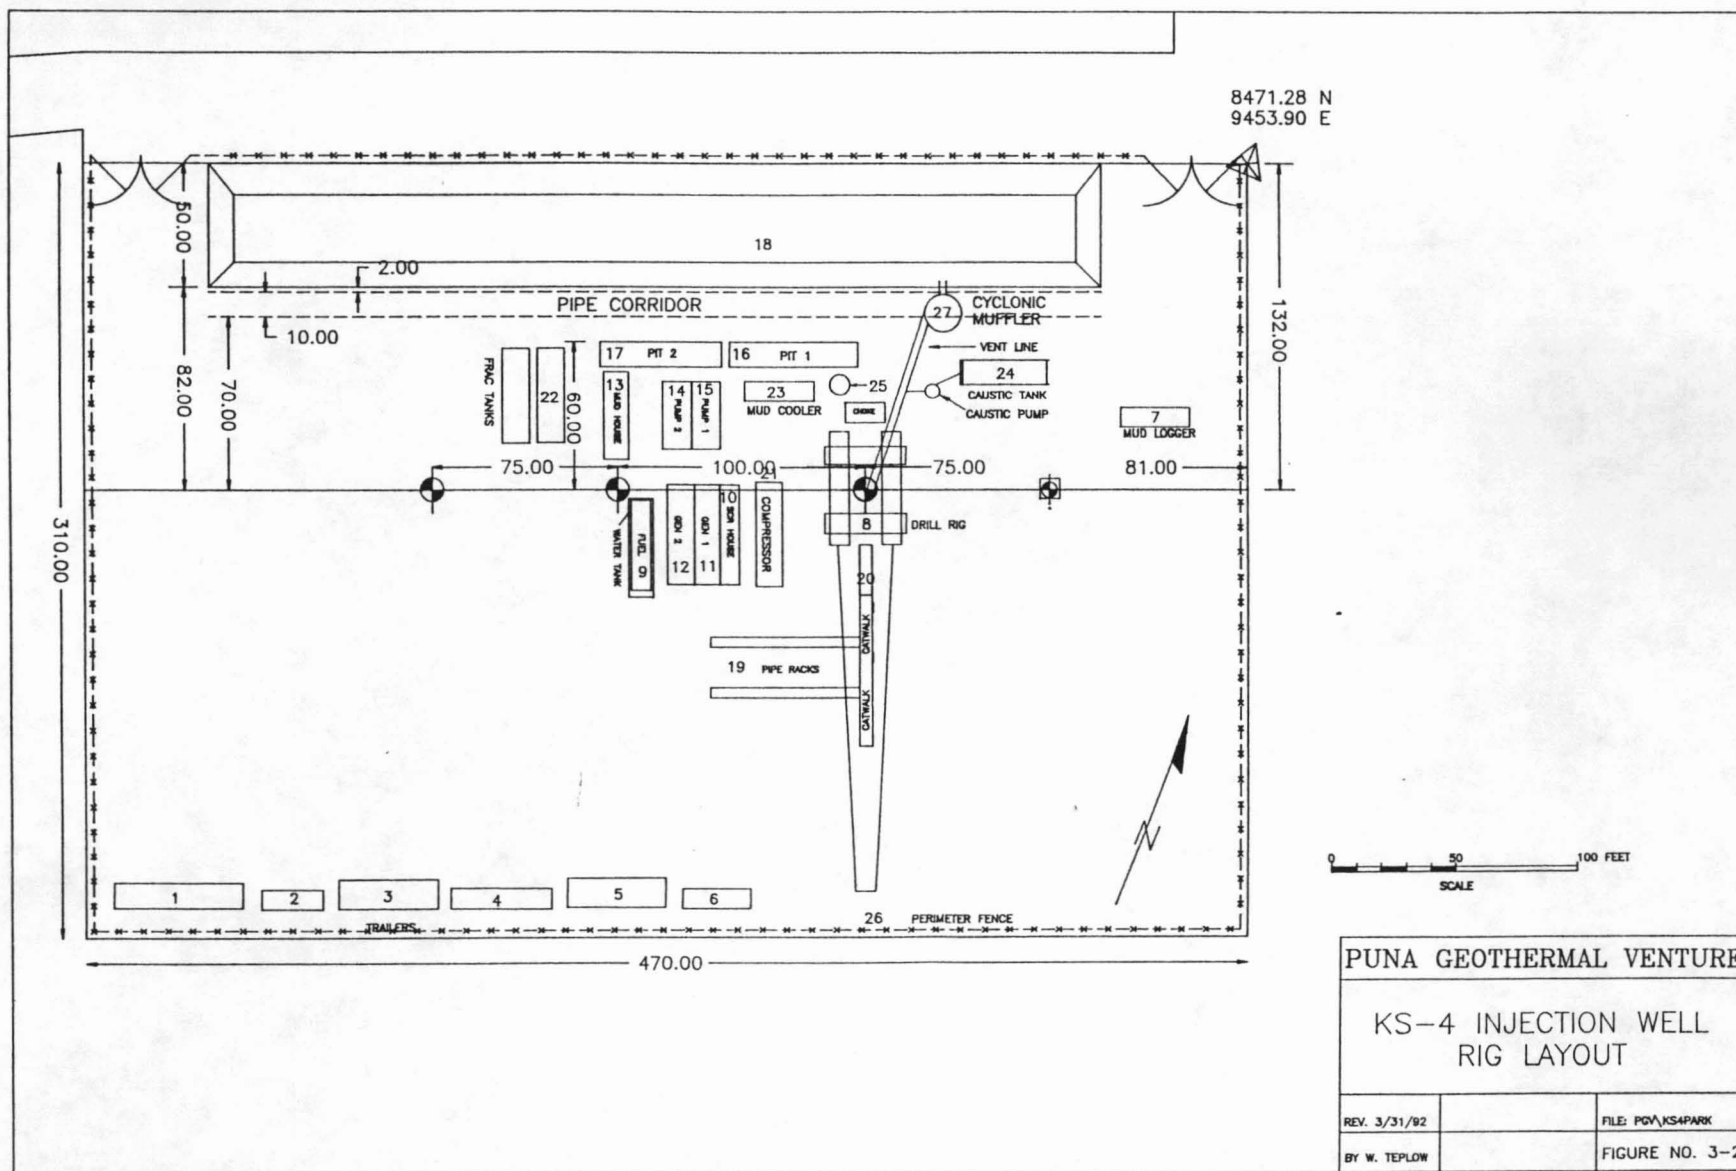 8471.28 N
9453.90 E
50.00
18
2.00
PIPE CORRIDOR
CYCLONIC
MUFFLER
27
10.00
132.00
VENT LINE
17 PIT 2
16 PIT 1
FRAC TANKS
22
60.00
13
MUD HOUSE
14
PUMP 2
15
PUMP 1
23
MUD COOLER
25
CHOKE
24
CAUSTIC TANK
CAUSTIC PUMP
7
MUD LOGGER
82.00
70.00
75.00
100.00
75.00
81.00
21
COMPRESSOR
10
SCR HOUSE
GEN 1
11
GEN 2
12
FUEL
9
WATER TANK
8
DRILL RIG
310.00
20
CATWALK
CATWALK
19 PIPE RACKS
N
0 50 100 FEET
SCALE
1
2
3
4
5
6
TRAILERS
26 PERIMETER FENCE
470.00
PUNA GEOTHERMAL VENTURE
KS-4 INJECTION WELL
RIG LAYOUT
REV. 3/31/92
FILE: PGV\KS4PARK
BY W. TEPLOW
FIGURE NO. 3-